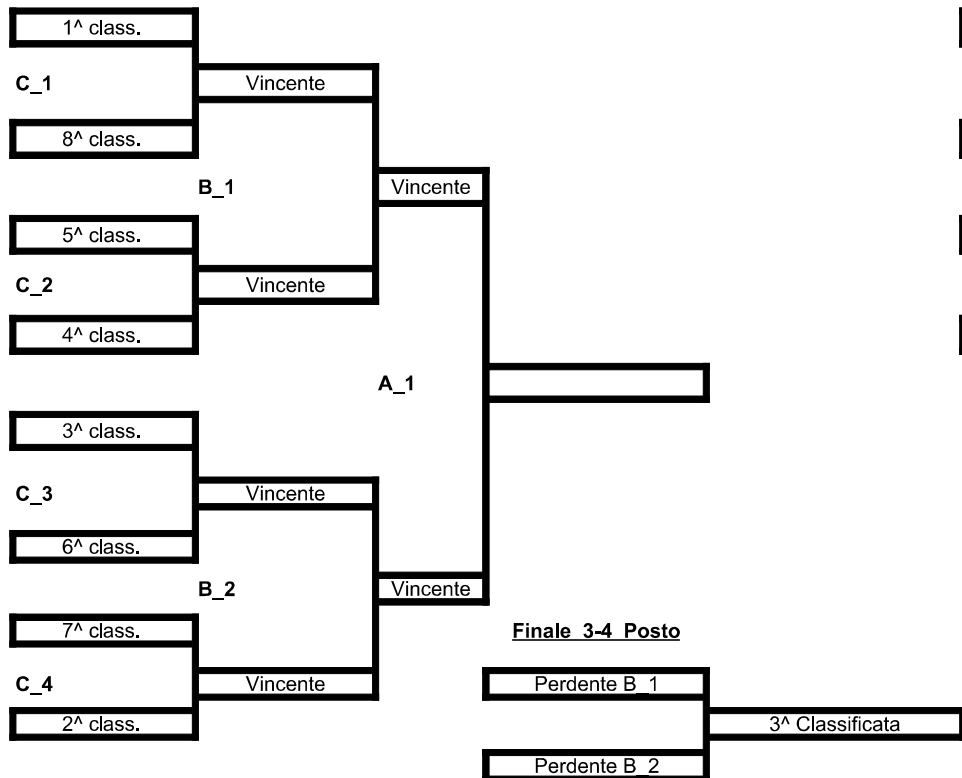 1^ class.
C_1
Vincente
8^ class.
B_1
Vincente
5^ class.
C_2
Vincente
4^ class.
A_1
3^ class.
C_3
Vincente
6^ class.
B_2
Vincente
7^ class.
Finale 3-4 Posto
C_4
Vincente
Perdente B_1
2^ class.
3^ Classificata
Perdente B_2